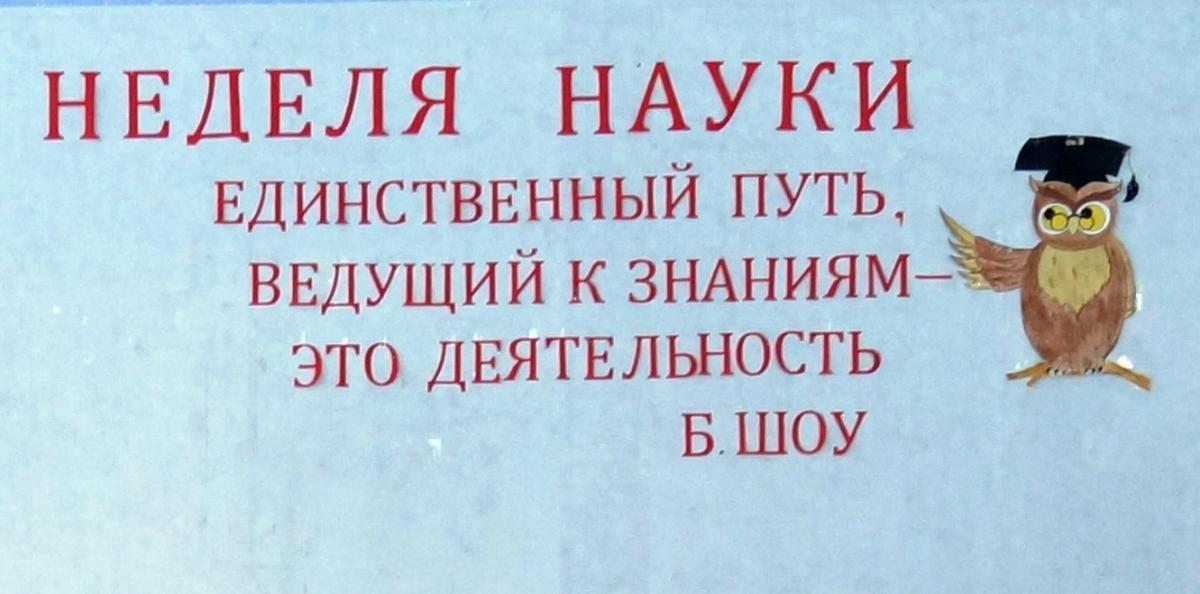 НЕДЕЛЯ НАУКИ
ЕДИНСТВЕННЫЙ ПУТЬ,
ВЕДУЩИЙ К ЗНАНИЯМ–
ЭТО ДЕЯТЕЛЬНОСТЬ
Б. ШОУ